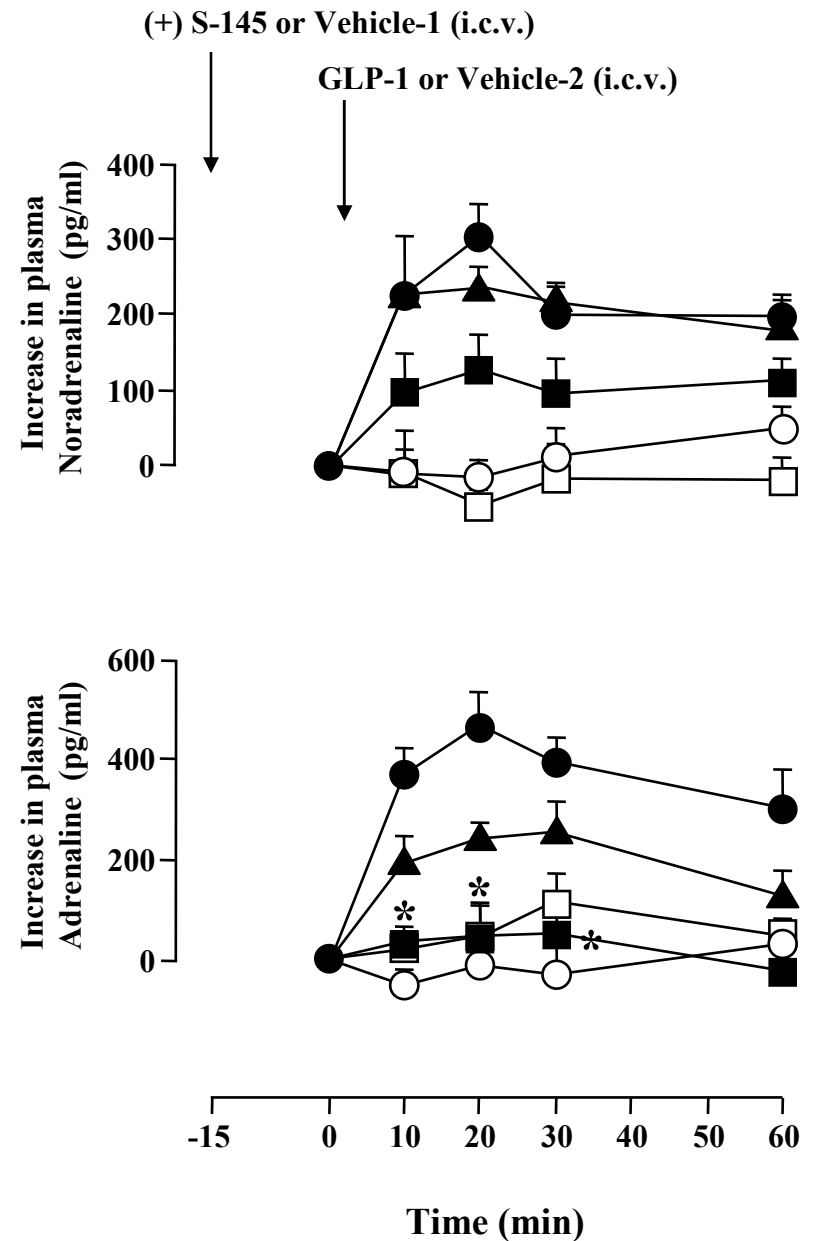 (+) S-145 or Vehicle-1 (i.c.v.)
GLP-1 or Vehicle-2 (i.c.v.)
Increase in plasma
Noradrenaline (pg/ml)
400
300
200
100
0
Increase in plasma
Adrenaline (pg/ml)
600
400
200
0
*
*
*
-15 0 10 20 30 40 50 60
Time (min)